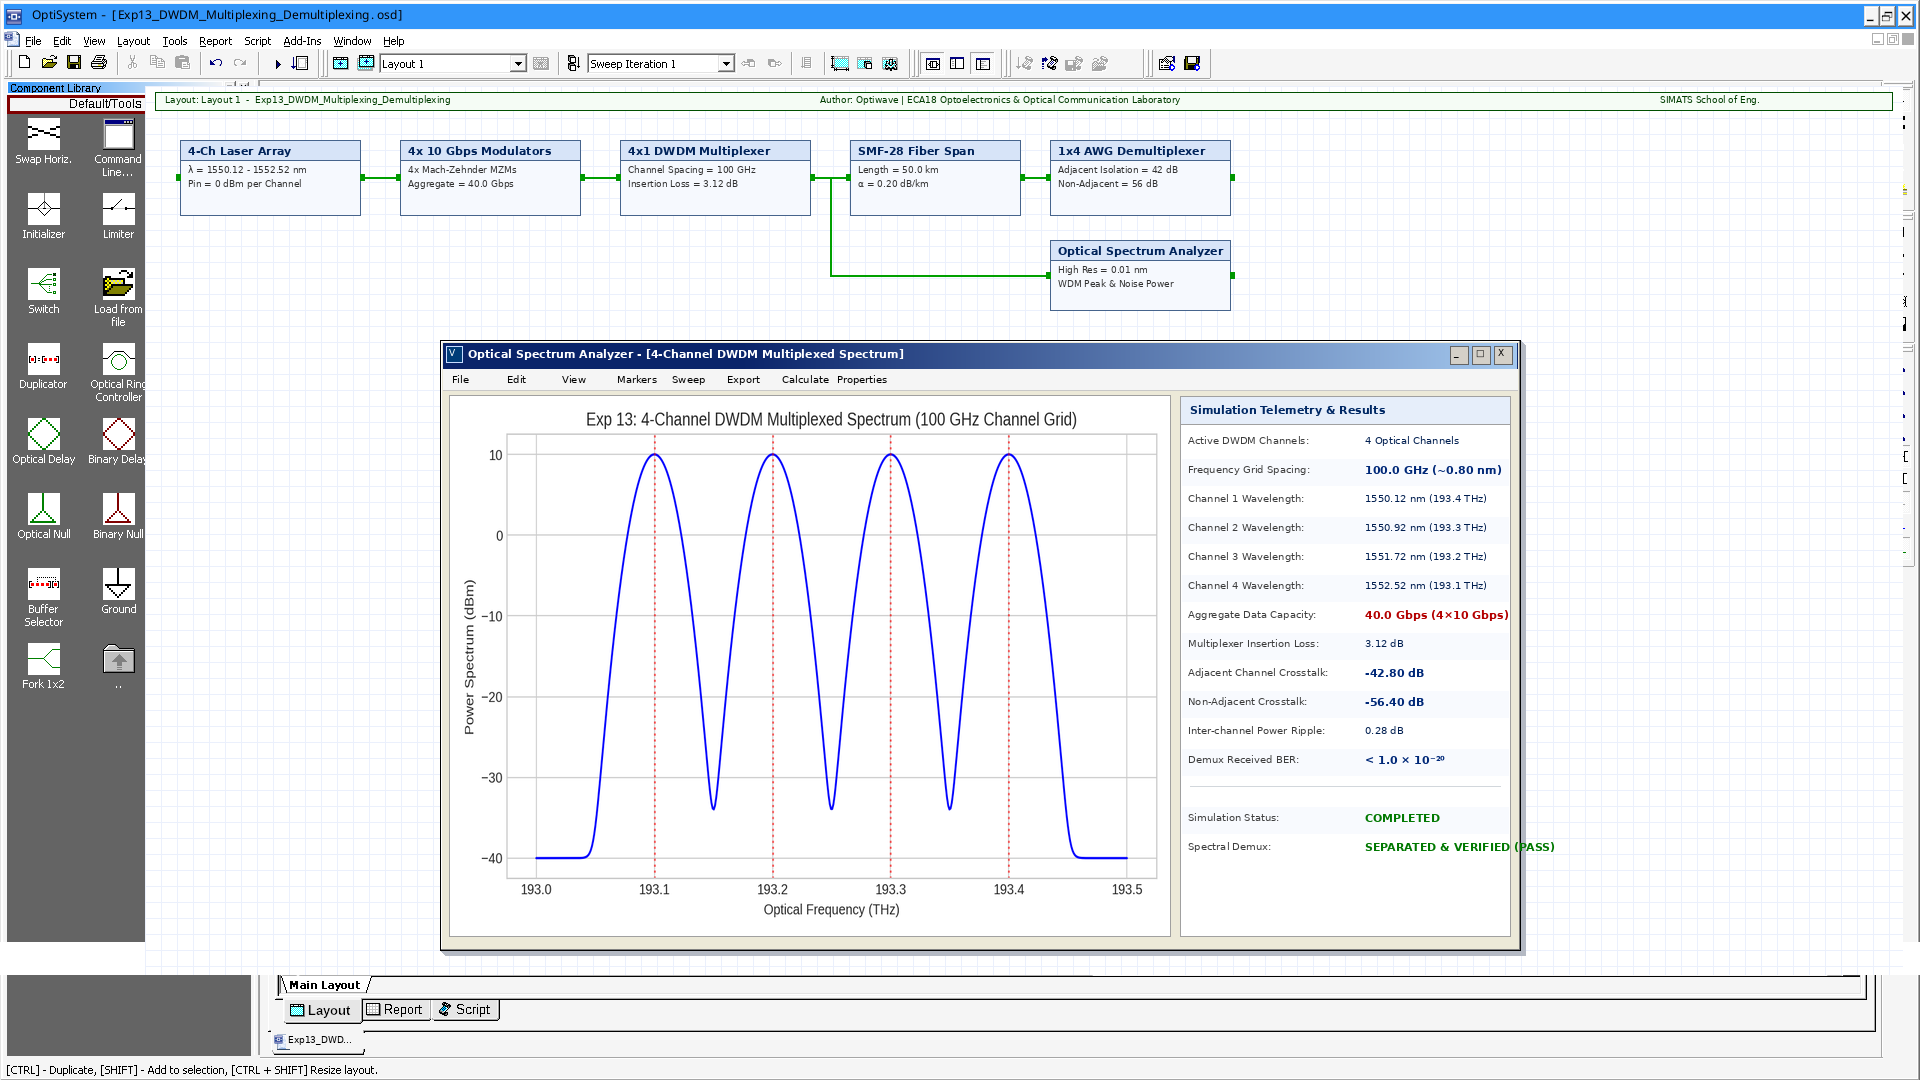 OptiSystem - [Exp13_DWDM_Multiplexing_Demultiplexing.osd]
File Edit View Layout Tools Report Script Add-Ins Window Help
Layout 1
Sweep Iteration 1
Component Library
Default/Tools
Swap Horiz.
Command Line...
Initializer
Limiter
Switch
Load from file
Duplicator
Optical Ring Controller
Optical Delay
Binary Delay
Optical Null
Binary Null
Buffer Selector
Ground
Fork 1x2
..
Layout: Layout 1 - Exp13_DWDM_Multiplexing_Demultiplexing
Author: Optiwave | ECA18 Optoelectronics & Optical Communication Laboratory
SIMATS School of Eng.
4-Ch Laser Array
λ = 1550.12 - 1552.52 nm
Pin = 0 dBm per Channel
4x 10 Gbps Modulators
4x Mach-Zehnder MZMs
Aggregate = 40.0 Gbps
4x1 DWDM Multiplexer
Channel Spacing = 100 GHz
Insertion Loss = 3.12 dB
SMF-28 Fiber Span
Length = 50.0 km
α = 0.20 dB/km
1x4 AWG Demultiplexer
Adjacent Isolation = 42 dB
Non-Adjacent = 56 dB
Optical Spectrum Analyzer
High Res = 0.01 nm
WDM Peak & Noise Power
V Optical Spectrum Analyzer - [4-Channel DWDM Multiplexed Spectrum]
File Edit View Markers Sweep Export Calculate Properties
Exp 13: 4-Channel DWDM Multiplexed Spectrum (100 GHz Channel Grid)
Power Spectrum (dBm)
10
0
−10
−20
−30
−40
193.0 193.1 193.2 193.3 193.4 193.5
Optical Frequency (THz)
Simulation Telemetry & Results
Active DWDM Channels: 4 Optical Channels
Frequency Grid Spacing: 100.0 GHz (~0.80 nm)
Channel 1 Wavelength: 1550.12 nm (193.4 THz)
Channel 2 Wavelength: 1550.92 nm (193.3 THz)
Channel 3 Wavelength: 1551.72 nm (193.2 THz)
Channel 4 Wavelength: 1552.52 nm (193.1 THz)
Aggregate Data Capacity: 40.0 Gbps (4×10 Gbps)
Multiplexer Insertion Loss: 3.12 dB
Adjacent Channel Crosstalk: -42.80 dB
Non-Adjacent Crosstalk: -56.40 dB
Inter-channel Power Ripple: 0.28 dB
Demux Received BER: < 1.0 × 10⁻²⁰
Simulation Status: COMPLETED
Spectral Demux: SEPARATED & VERIFIED (PASS)
Main Layout
Layout Report Script
Exp13_DWD...
[CTRL] - Duplicate, [SHIFT] - Add to selection, [CTRL + SHIFT] Resize layout.